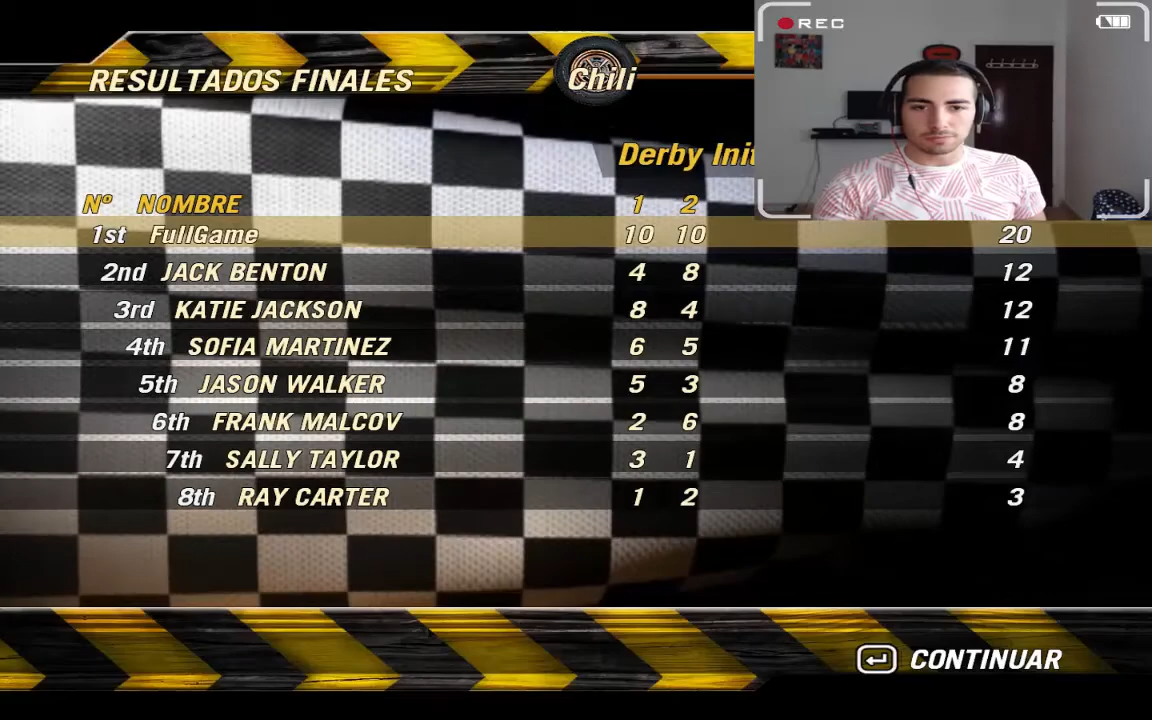 REC
RESULTADOS FINALES
Chili
Derby Init
Nº NOMBRE 1 2
1st FullGame 10 10 20
2nd JACK BENTON 4 8 12
3rd KATIE JACKSON 8 4 12
4th SOFIA MARTINEZ 6 5 11
5th JASON WALKER 5 3 8
6th FRANK MALCOV 2 6 8
7th SALLY TAYLOR 3 1 4
8th RAY CARTER 1 2 3
CONTINUAR